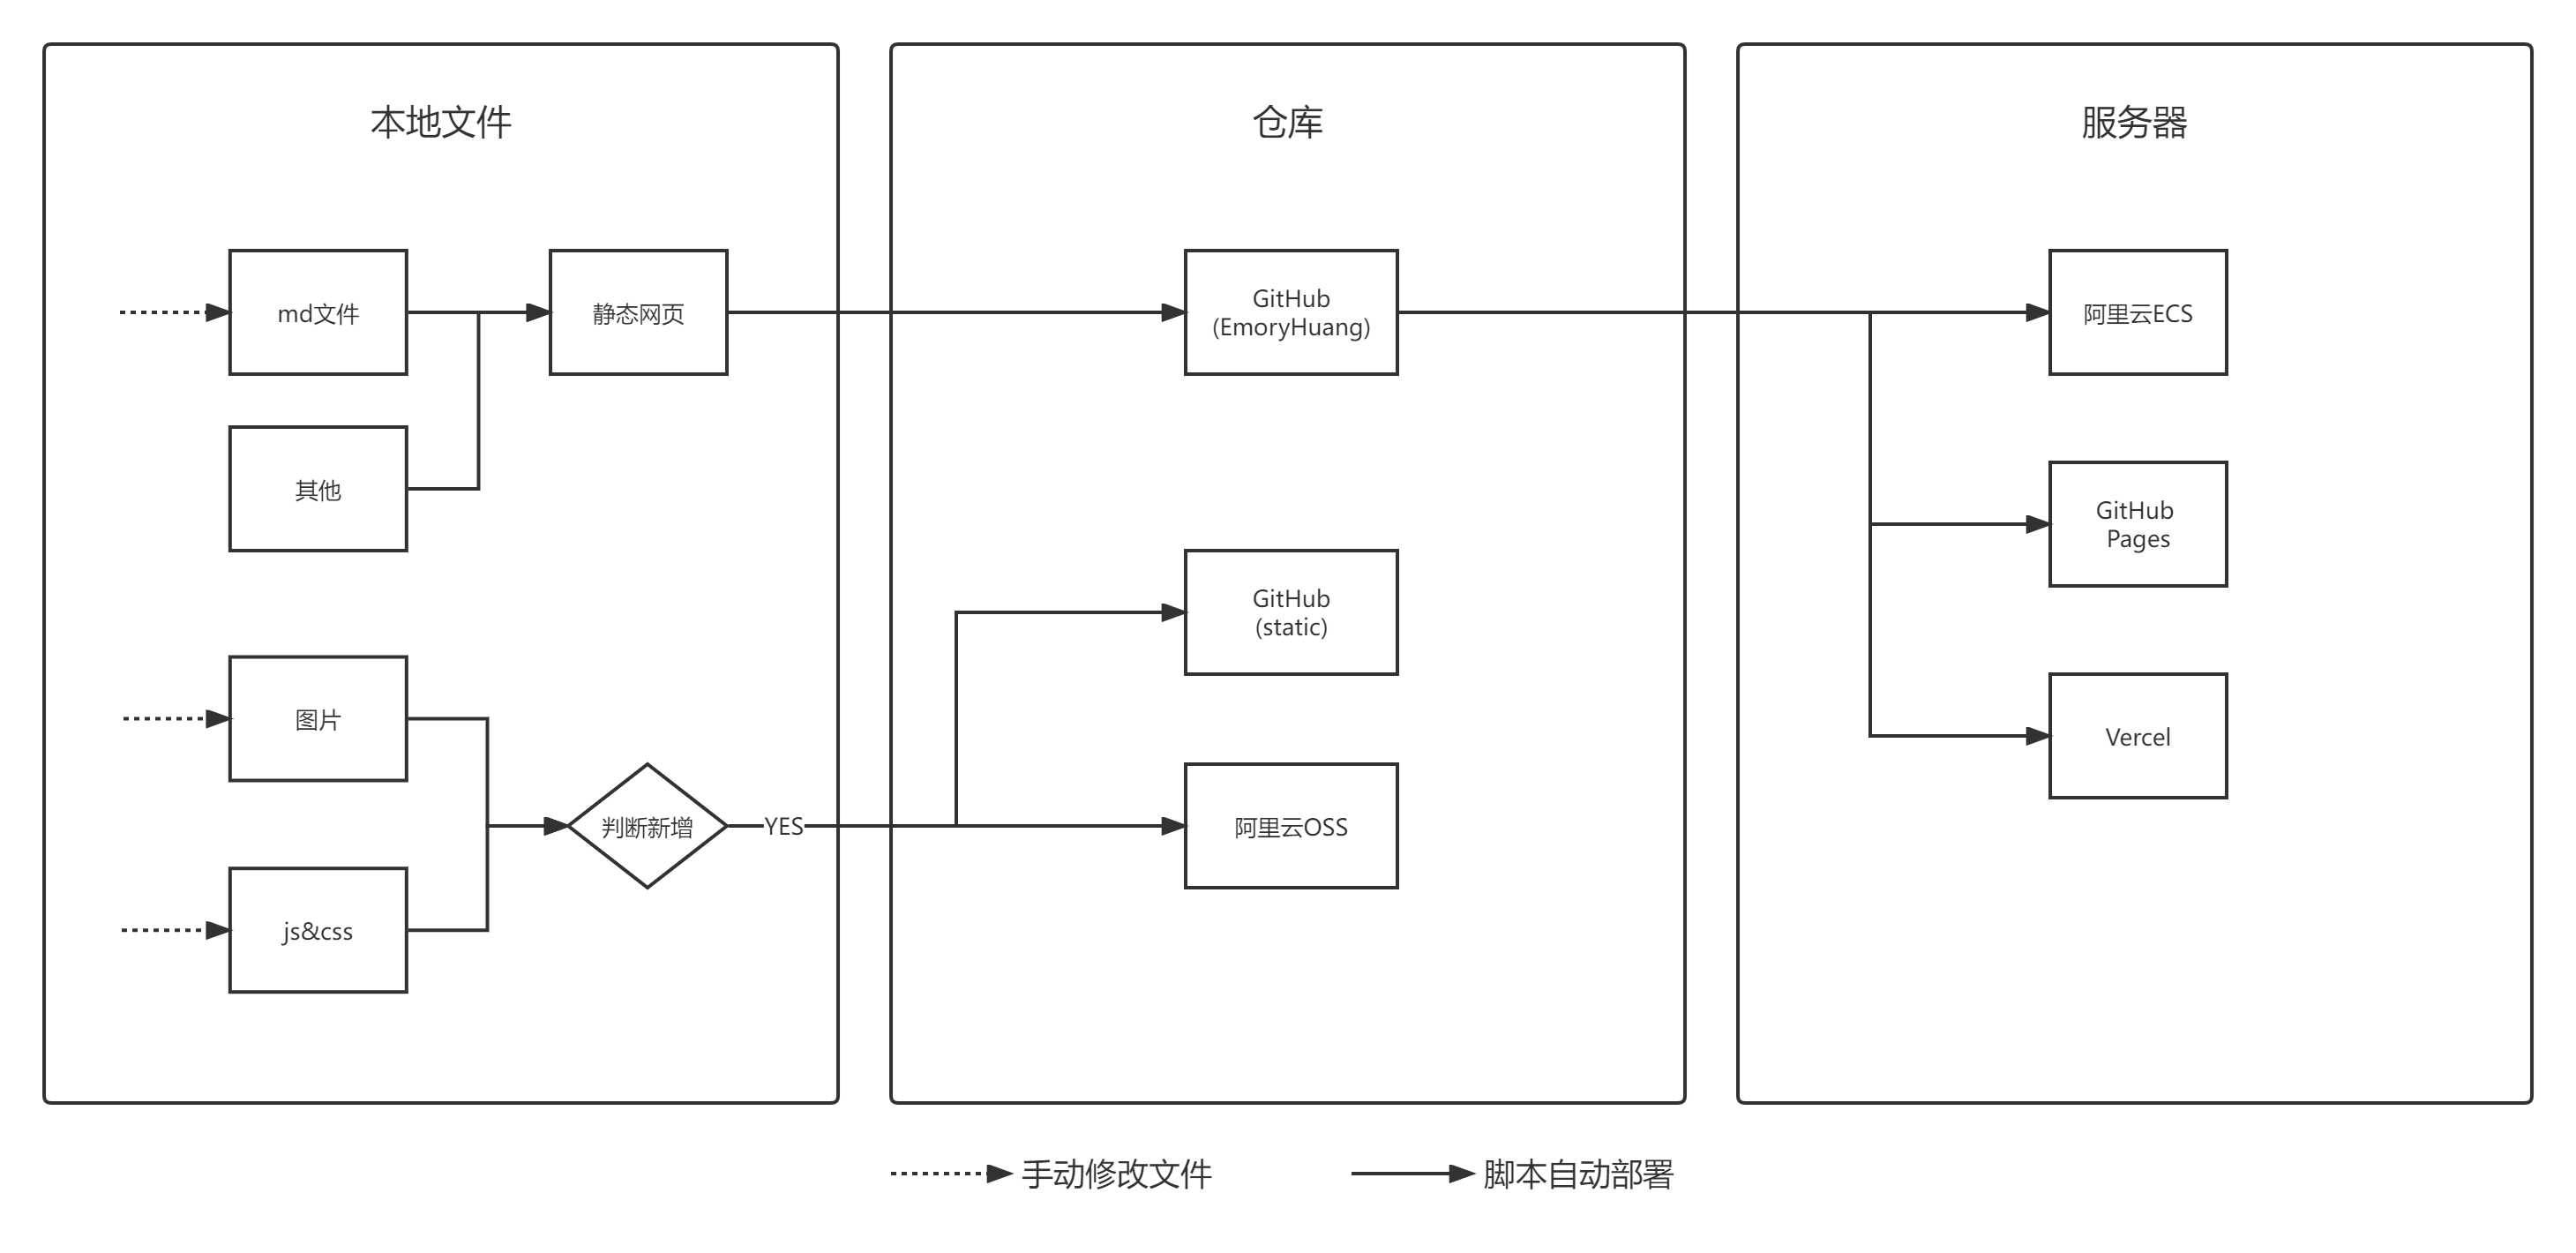 本地文件
仓库
服务器
md文件
静态网页
GitHub
(EmoryHuang)
阿里云ECS
其他
GitHub
Pages
GitHub
(static)
图片
Vercel
判断新增
YES
阿里云OSS
js&css
手动修改文件
脚本自动部署